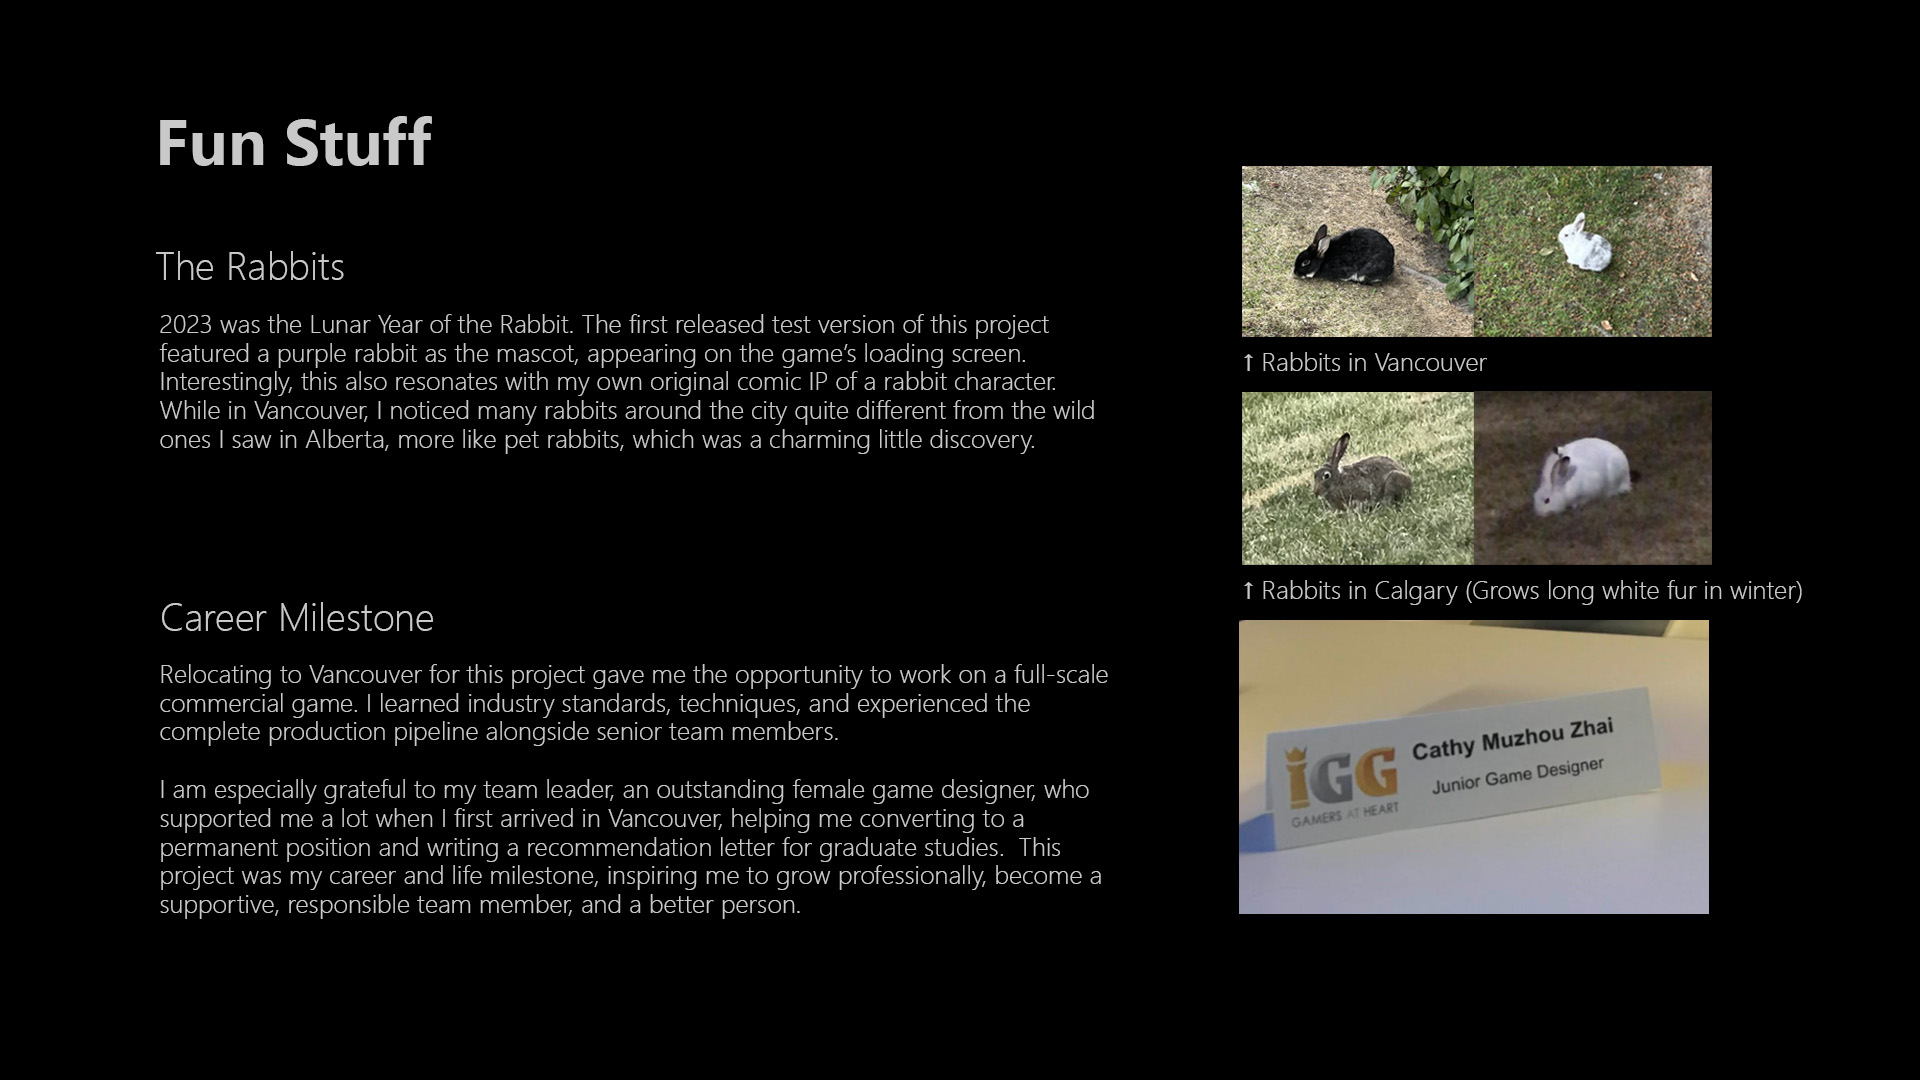 Fun Stuff
The Rabbits
2023 was the Lunar Year of the Rabbit. The first released test version of this project
featured a purple rabbit as the mascot, appearing on the game’s loading screen.
Interestingly, this also resonates with my own original comic IP of a rabbit character.
While in Vancouver, I noticed many rabbits around the city quite different from the wild
ones I saw in Alberta, more like pet rabbits, which was a charming little discovery.
Career Milestone
Relocating to Vancouver for this project gave me the opportunity to work on a full-scale
commercial game. I learned industry standards, techniques, and experienced the
complete production pipeline alongside senior team members.
I am especially grateful to my team leader, an outstanding female game designer, who
supported me a lot when I first arrived in Vancouver, helping me converting to a
permanent position and writing a recommendation letter for graduate studies.  This
project was my career and life milestone, inspiring me to grow professionally, become a
supportive, responsible team member, and a better person.
↑ Rabbits in Vancouver
↑ Rabbits in Calgary (Grows long white fur in winter)
IGG
GAMERS AT HEART
Cathy Muzhou Zhai
Junior Game Designer